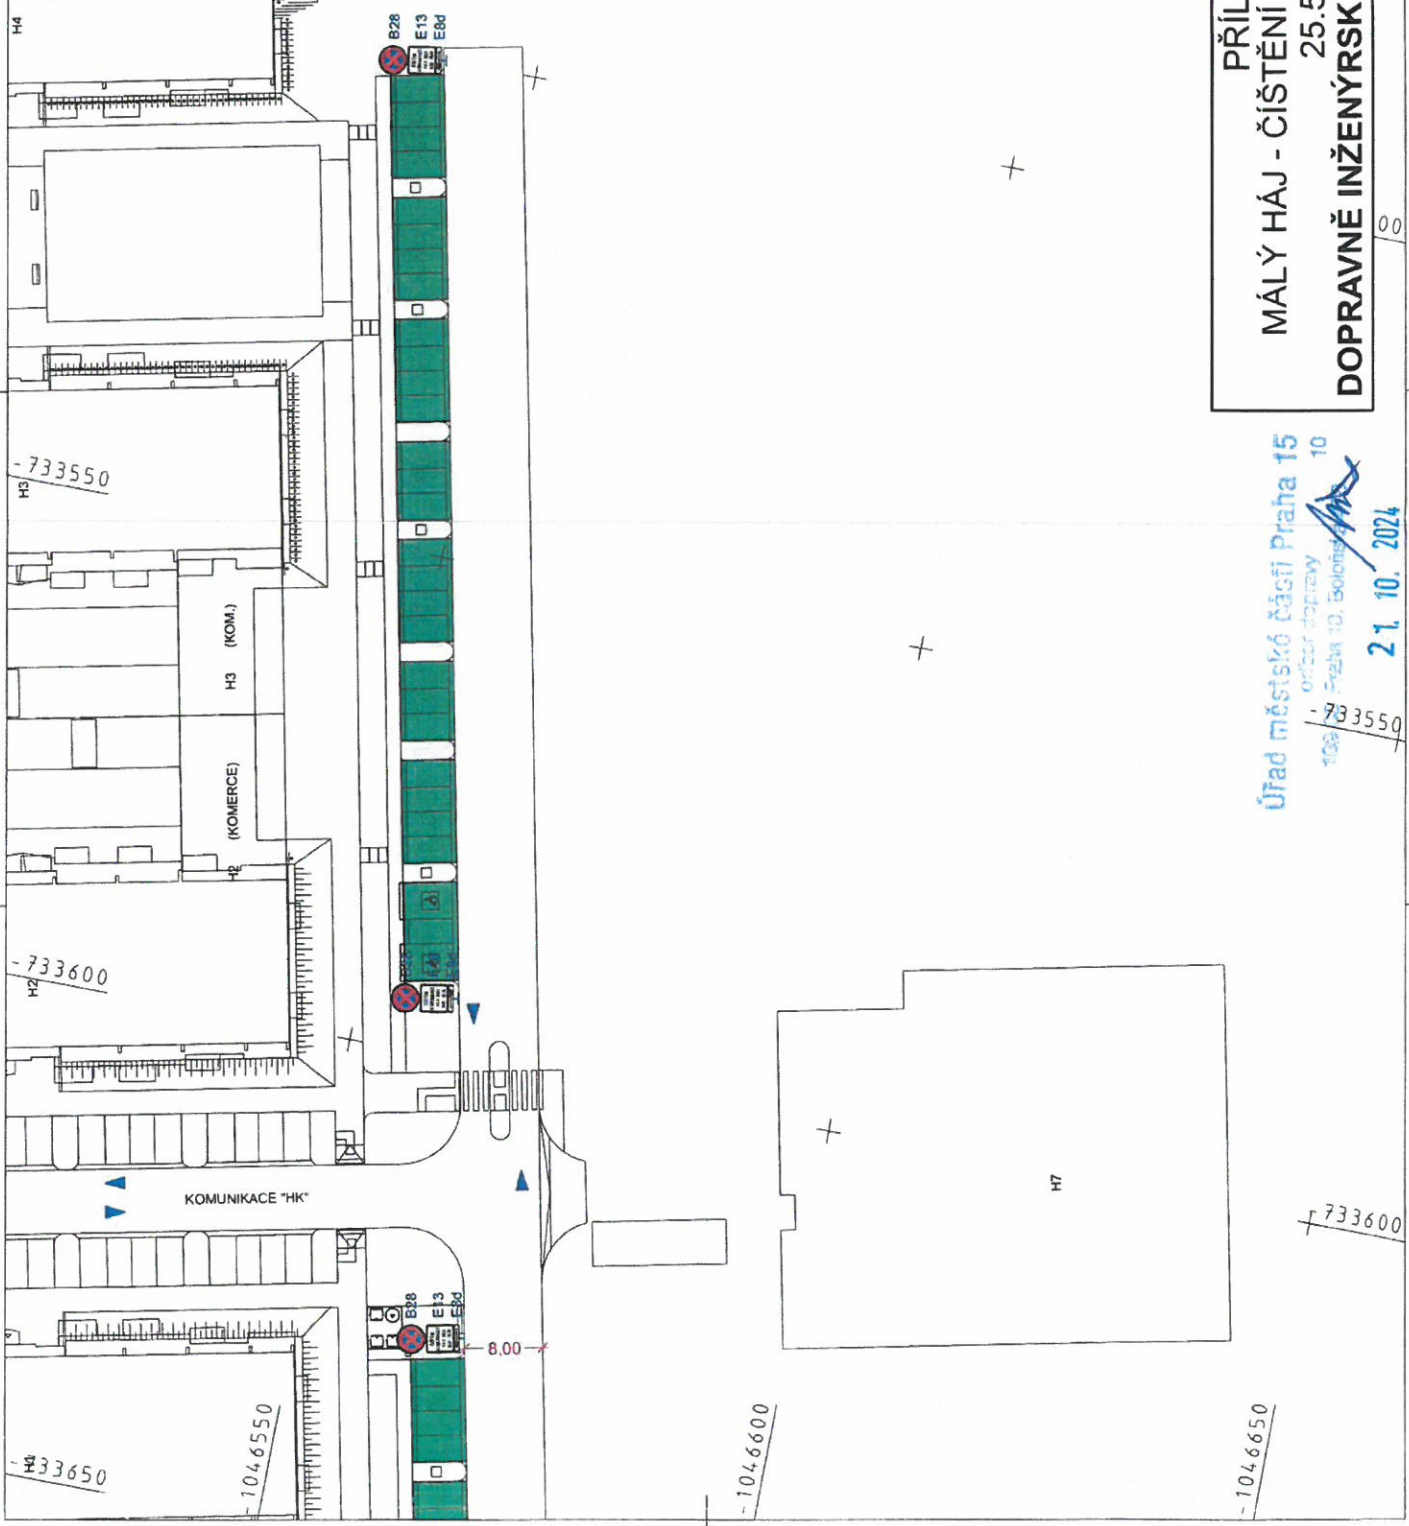 H4
B28
E13
E8d
PŘÍL
MÁLÝ HÁJ - ČIŠTĚNÍ
25.5
DOPRAVNĚ INŽENÝRSK
00
-733550
H3
H3 (KOM.)
H2 (KOMERCE)
Úřad městské části Praha 15
odbor dopravy
10
21. 10. 2024
-733550
-733600
H2
KOMUNIKACE "HK"
H7
-733600
B28
E13
E8d
8,00
-733650
-1046550
-1046600
-1046650